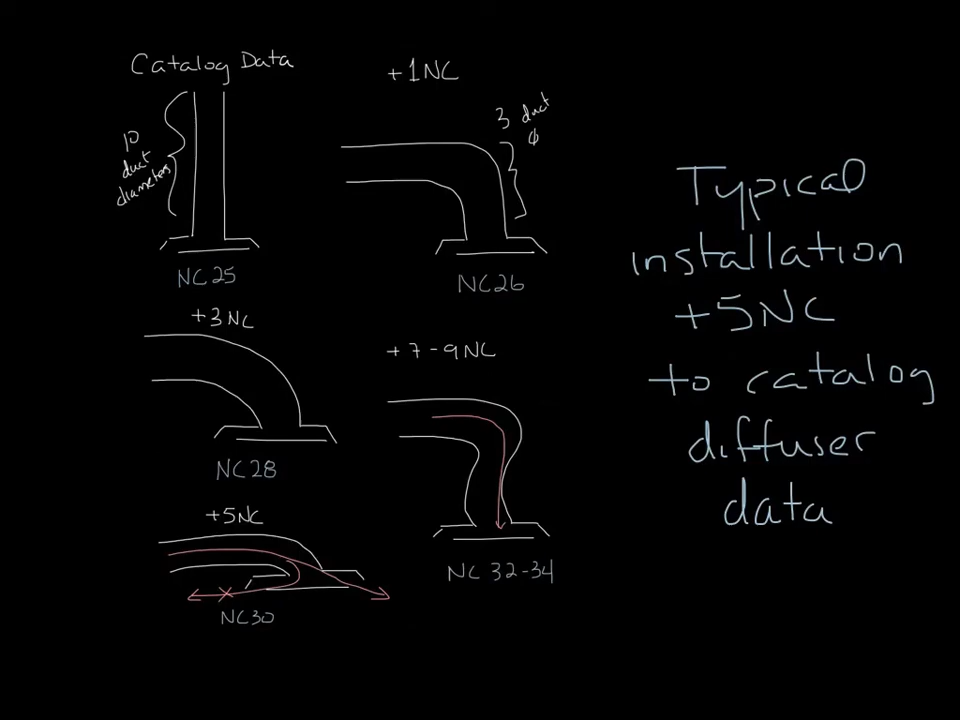 Catalog Data
10
duct
diameters
NC25
+1NC
3 duct
φ
NC26
+3NC
NC28
+7-9NC
NC 32-34
+5NC
NC30
Typical
installation
+5NC
to catalog
diffuser
data